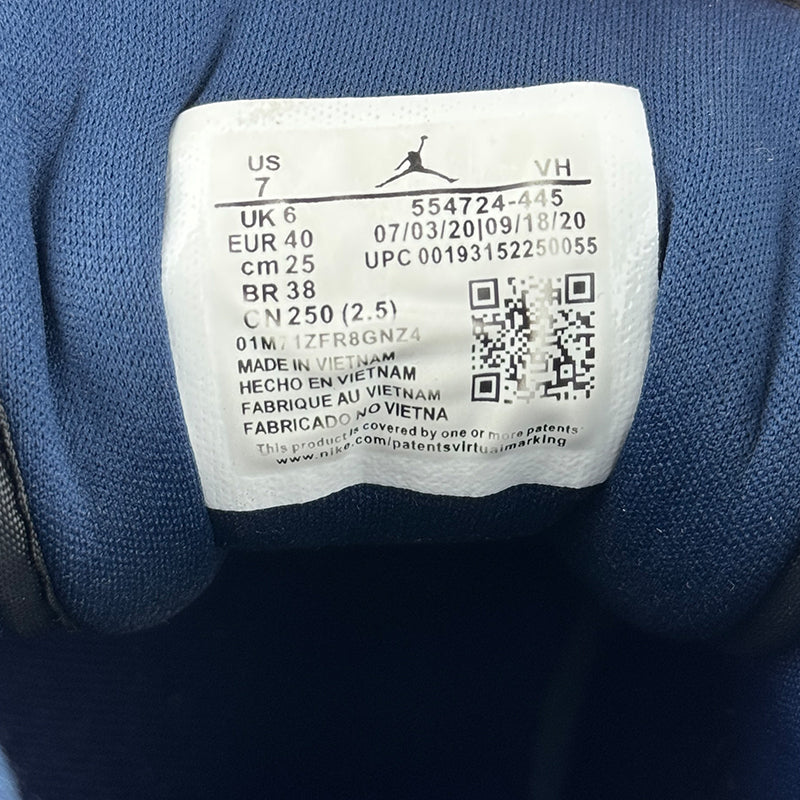 US
7
VH
UK 6
554724-445
EUR 40
07/03/20|09/18/20
cm 25
UPC 00193152250055
BR 38
CN 250 (2.5)
01M71ZFR8GNZ4
MADE IN VIETNAM
HECHO EN VIETNAM
FABRIQUE AU VIETNAM
FABRICADO NO VIETNA
This product is covered by one or more patents
www.nike.com/patentsvirtualmarking